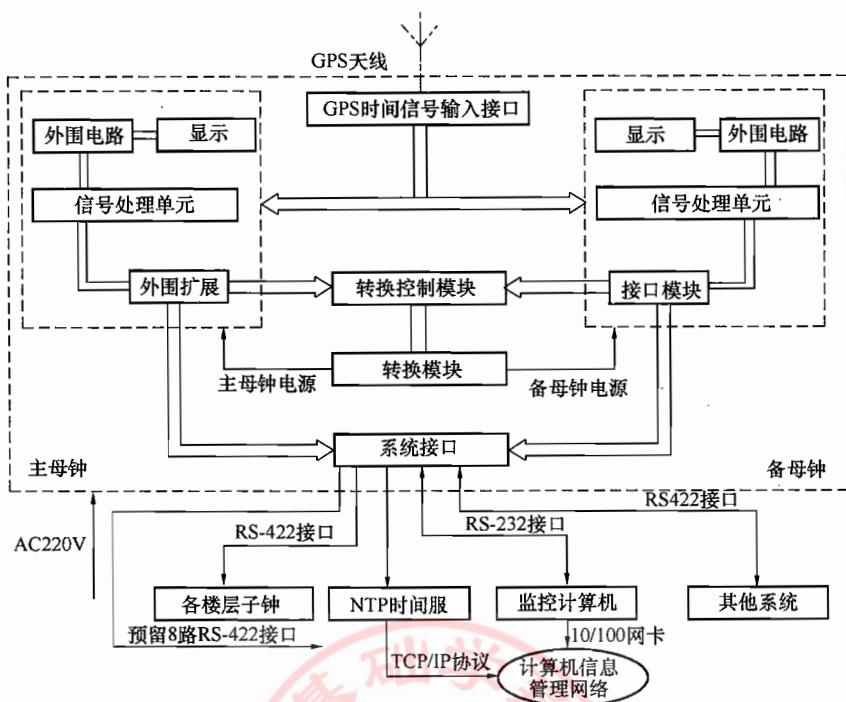 GPS天线
GPS时间信号输入接口
外围电路
显示
显示
外围电路
信号处理单元
信号处理单元
外围扩展
转换控制模块
接口模块
主母钟电源
转换模块
备母钟电源
系统接口
主母钟
备母钟
AC220V
RS-422接口
RS-232接口
RS422接口
各楼层子钟
NTP时间服
监控计算机
其他系统
预留8路RS-422接口
10/100网卡
TCP/IP协议
计算机信息
管理网络
基础学